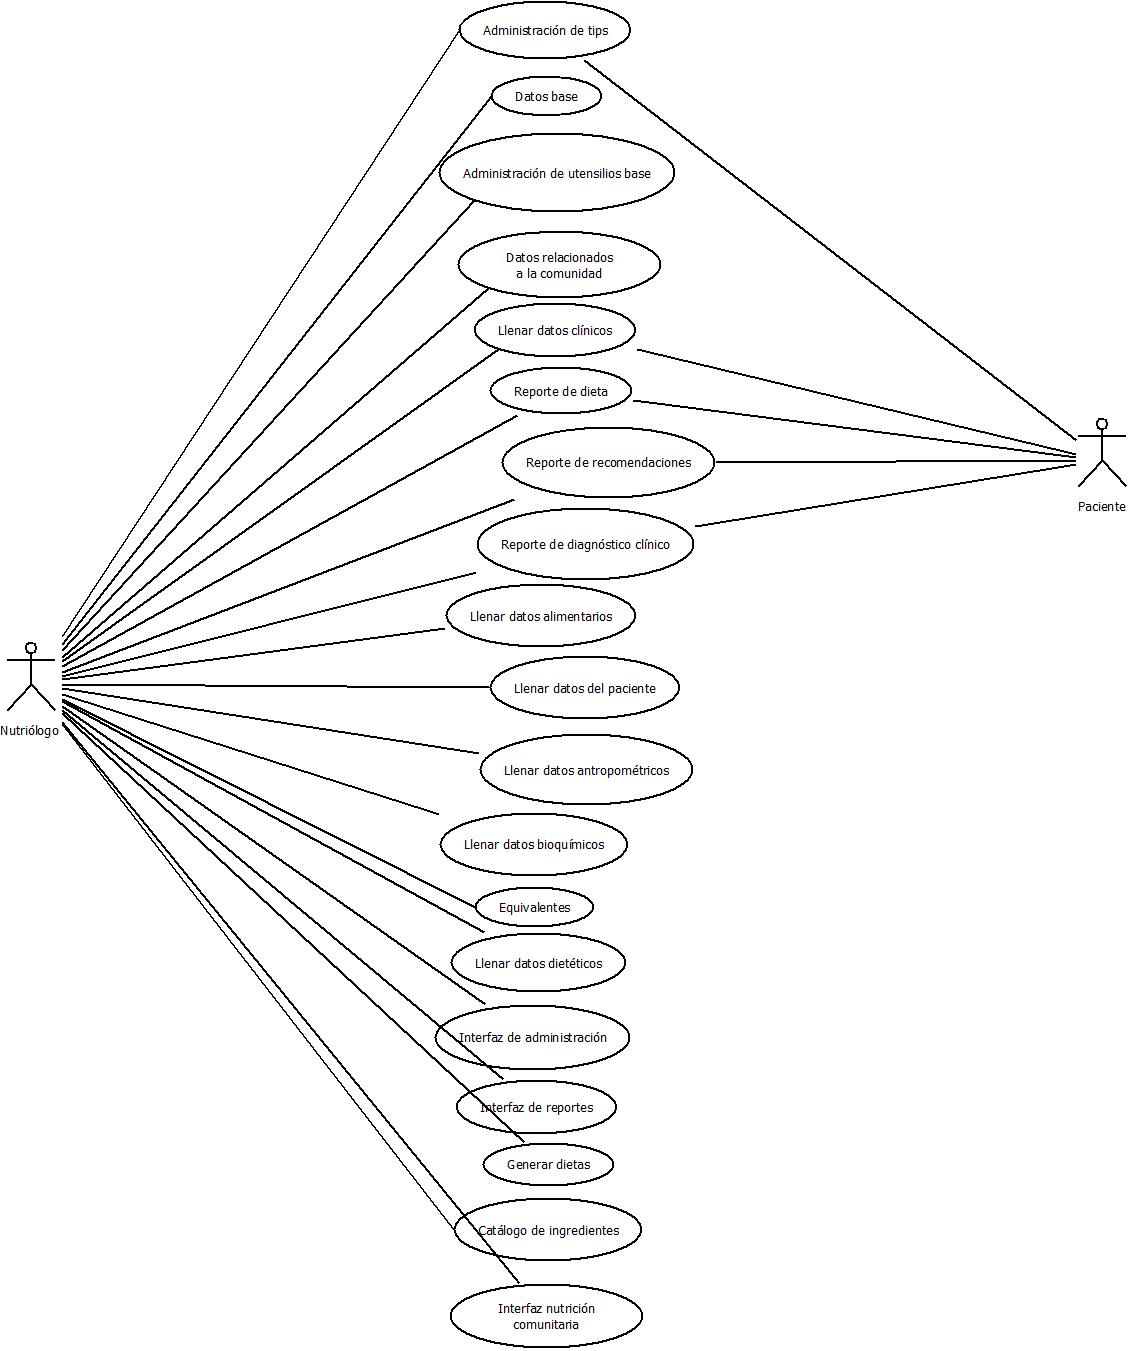 Administración de tips
Datos base
Administración de utensilios base
Datos relacionados
a la comunidad
Llenar datos clínicos
Reporte de dieta
Reporte de recomendaciones
Paciente
Reporte de diagnóstico clínico
Llenar datos alimentarios
Llenar datos del paciente
Nutriólogo
Llenar datos antropométricos
Llenar datos bioquímicos
Equivalentes
Llenar datos dietéticos
Interfaz de administración
Interfaz de reportes
Generar dietas
Catálogo de ingredientes
Interfaz nutrición
comunitaria